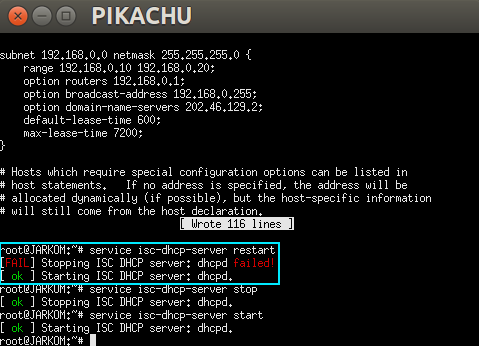 PIKACHU
subnet 192.168.0.0 netmask 255.255.255.0 {
range 192.168.0.10 192.168.0.20;
option routers 192.168.0.1;
option broadcast-address 192.168.0.255;
option domain-name-servers 202.46.129.2;
default-lease-time 600;
max-lease-time 7200;
}
# Hosts which require special configuration options can be listed in
# host statements.   If no address is specified, the address will be
# allocated dynamically (if possible), but the host-specific information
# will still come from the host declaration.
[ Wrote 116 lines ]
root@JARKOM:~# service isc-dhcp-server restart
[FAIL] Stopping ISC DHCP server: dhcpd failed!
[ ok ] Starting ISC DHCP server: dhcpd.
root@JARKOM:~# service isc-dhcp-server stop
[ ok ] Stopping ISC DHCP server: dhcpd.
root@JARKOM:~# service isc-dhcp-server start
[ ok ] Starting ISC DHCP server: dhcpd.
root@JARKOM:~#